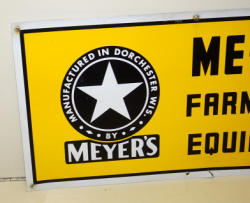 MANUFACTURED IN DORCHESTER WIS.
• BY •
MEYER'S
ME
FARM
EQUI